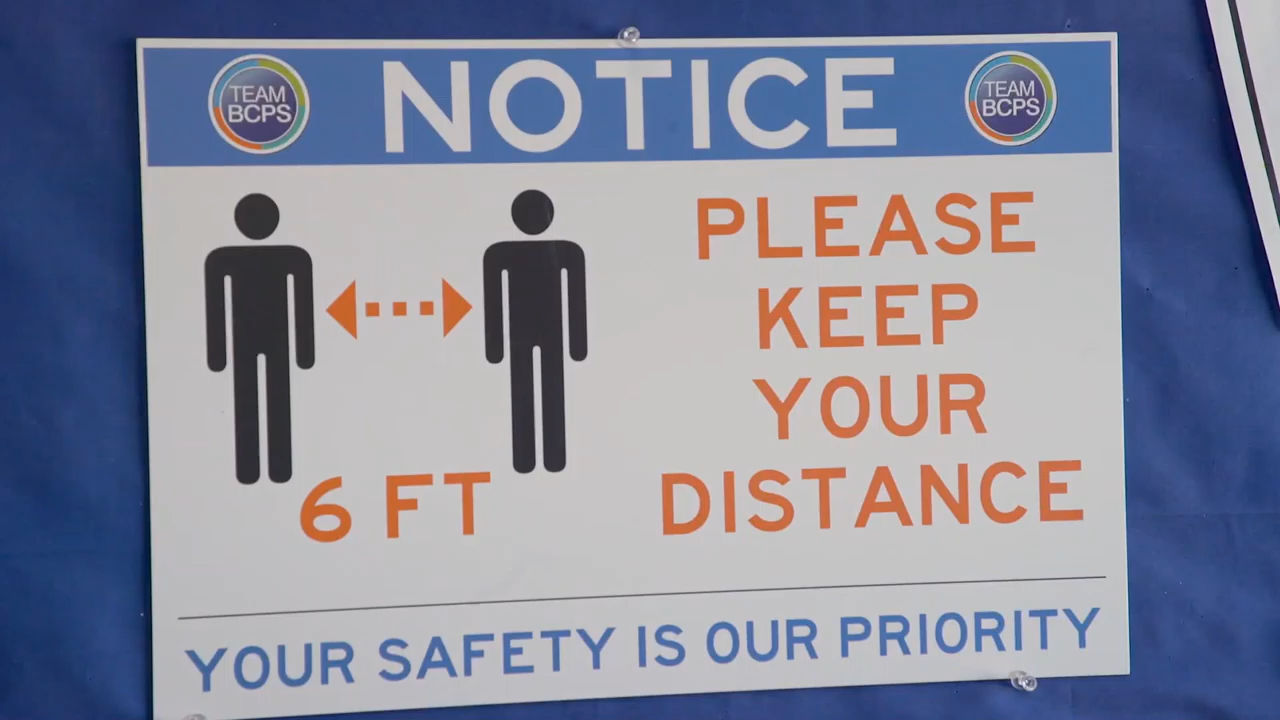 TEAM
BCPS
NOTICE
TEAM
BCPS
PLEASE
KEEP
YOUR
DISTANCE
6 FT
YOUR SAFETY IS OUR PRIORITY